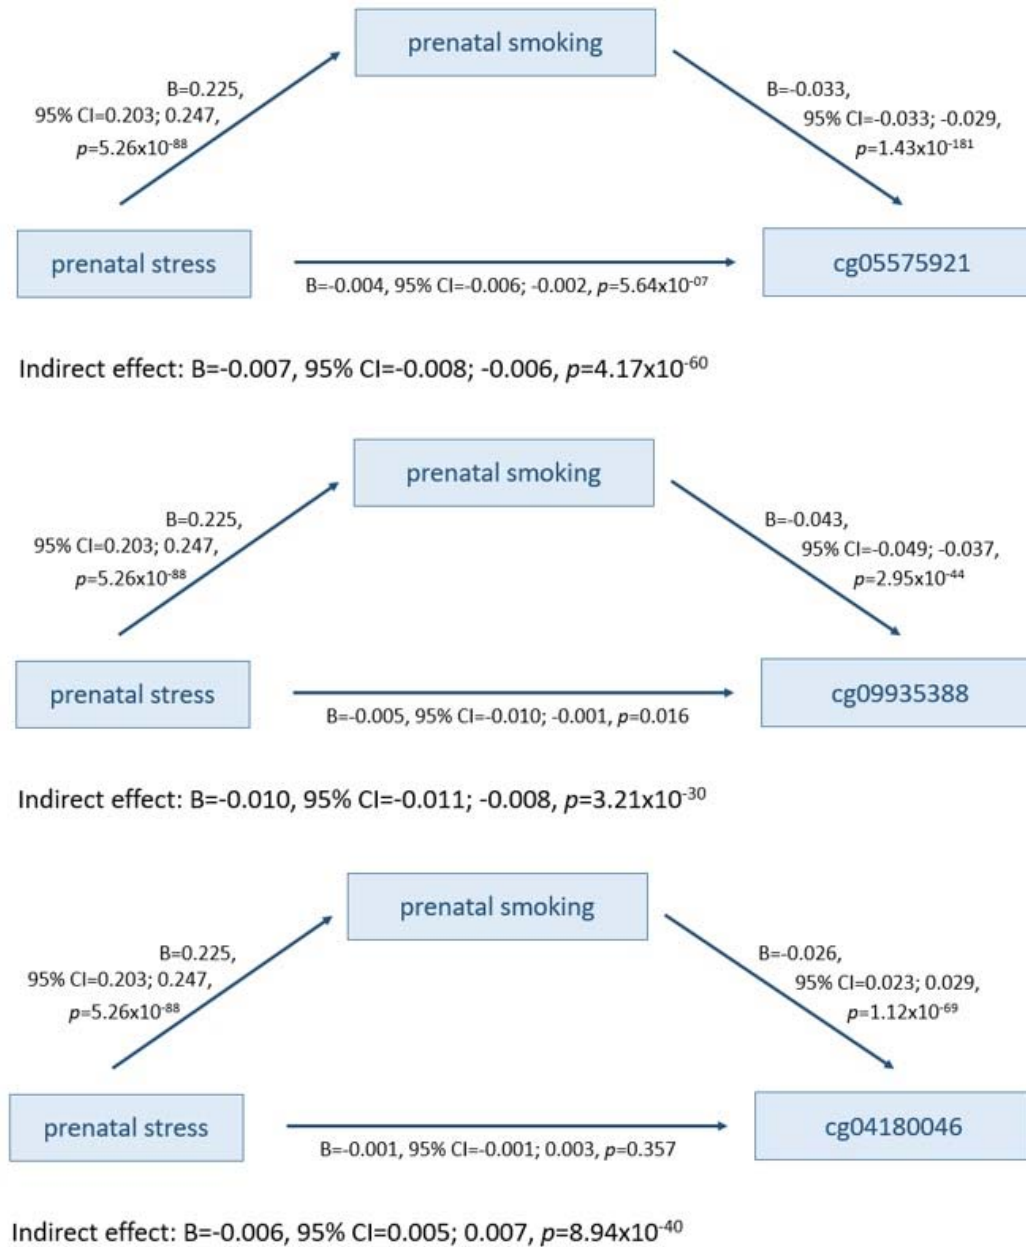 prenatal smoking
B=0.225,
95% CI=0.203; 0.247,
p=5.26x10⁻⁸⁸
B=-0.033,
95% CI=-0.033; -0.029,
p=1.43x10⁻¹⁸¹
prenatal stress
cg05575921
B=-0.004, 95% CI=-0.006; -0.002, p=5.64x10⁻⁰⁷
Indirect effect: B=-0.007, 95% CI=-0.008; -0.006, p=4.17x10⁻⁶⁰
prenatal smoking
B=0.225,
95% CI=0.203; 0.247,
p=5.26x10⁻⁸⁸
B=-0.043,
95% CI=-0.049; -0.037,
p=2.95x10⁻⁴⁴
prenatal stress
cg09935388
B=-0.005, 95% CI=-0.010; -0.001, p=0.016
Indirect effect: B=-0.010, 95% CI=-0.011; -0.008, p=3.21x10⁻³⁰
prenatal smoking
B=0.225,
95% CI=0.203; 0.247,
p=5.26x10⁻⁸⁸
B=-0.026,
95% CI=0.023; 0.029,
p=1.12x10⁻⁶⁹
prenatal stress
cg04180046
B=-0.001, 95% CI=-0.001; 0.003, p=0.357
Indirect effect: B=-0.006, 95% CI=0.005; 0.007, p=8.94x10⁻⁴⁰